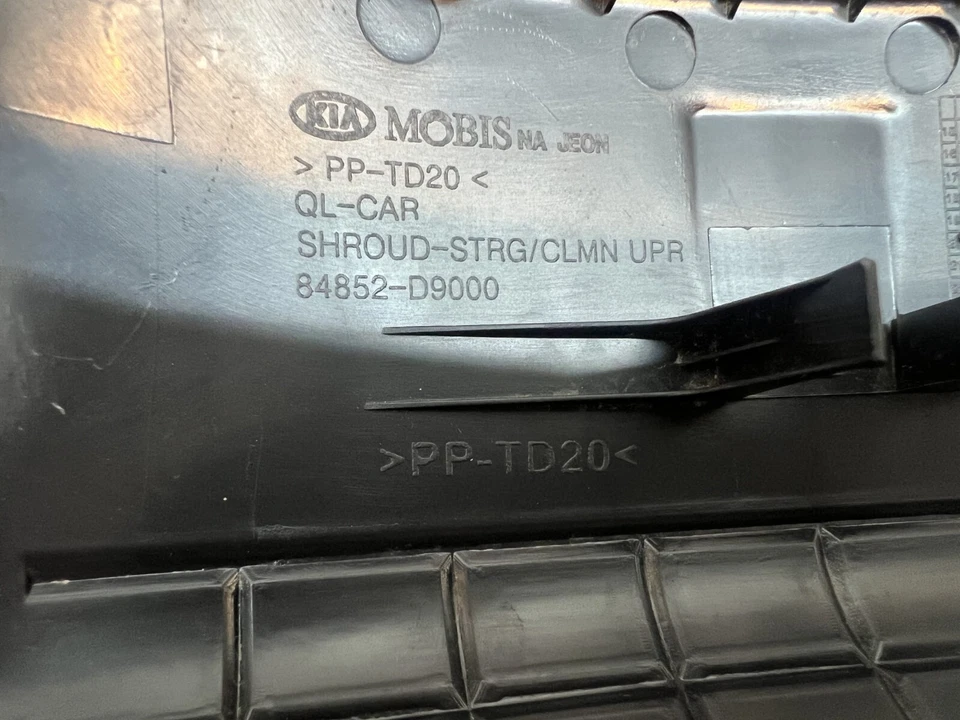 KIA MOBIS NA JEON
> PP-TD20 <
QL-CAR
SHROUD-STRG/CLMN UPR
84852-D9000
>PP-TD20<